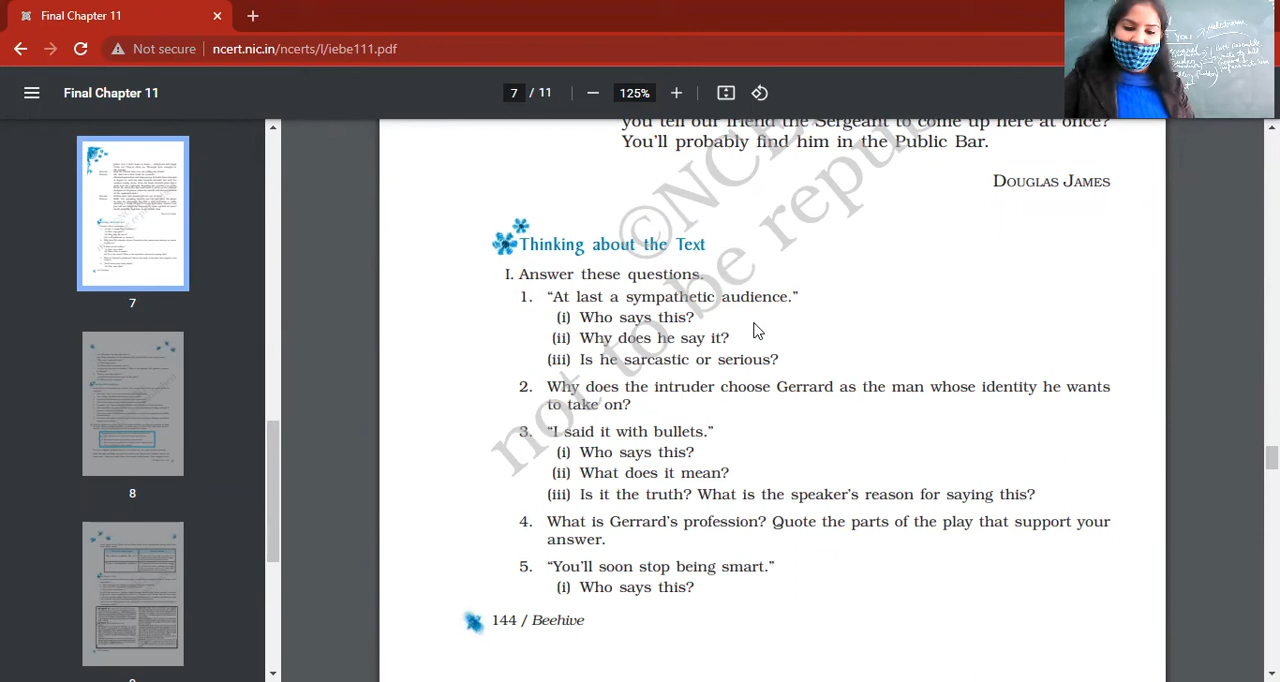 Final Chapter 11
Not secure ncert.nic.in/ncerts/l/iebe111.pdf
Final Chapter 11 7 / 11 125%
you tell our friend the Sergeant to come up here at once?
You'll probably find him in the Public Bar.
DOUGLAS JAMES
Thinking about the Text
I. Answer these questions.
1. "At last a sympathetic audience."
(i) Who says this?
(ii) Why does he say it?
(iii) Is he sarcastic or serious?
2. Why does the intruder choose Gerrard as the man whose identity he wants
to take on?
3. "I said it with bullets."
(i) Who says this?
(ii) What does it mean?
(iii) Is it the truth? What is the speaker's reason for saying this?
4. What is Gerrard's profession? Quote the parts of the play that support your
answer.
5. "You'll soon stop being smart."
(i) Who says this?
144 / Beehive
7
8
©NCE
not to be repub